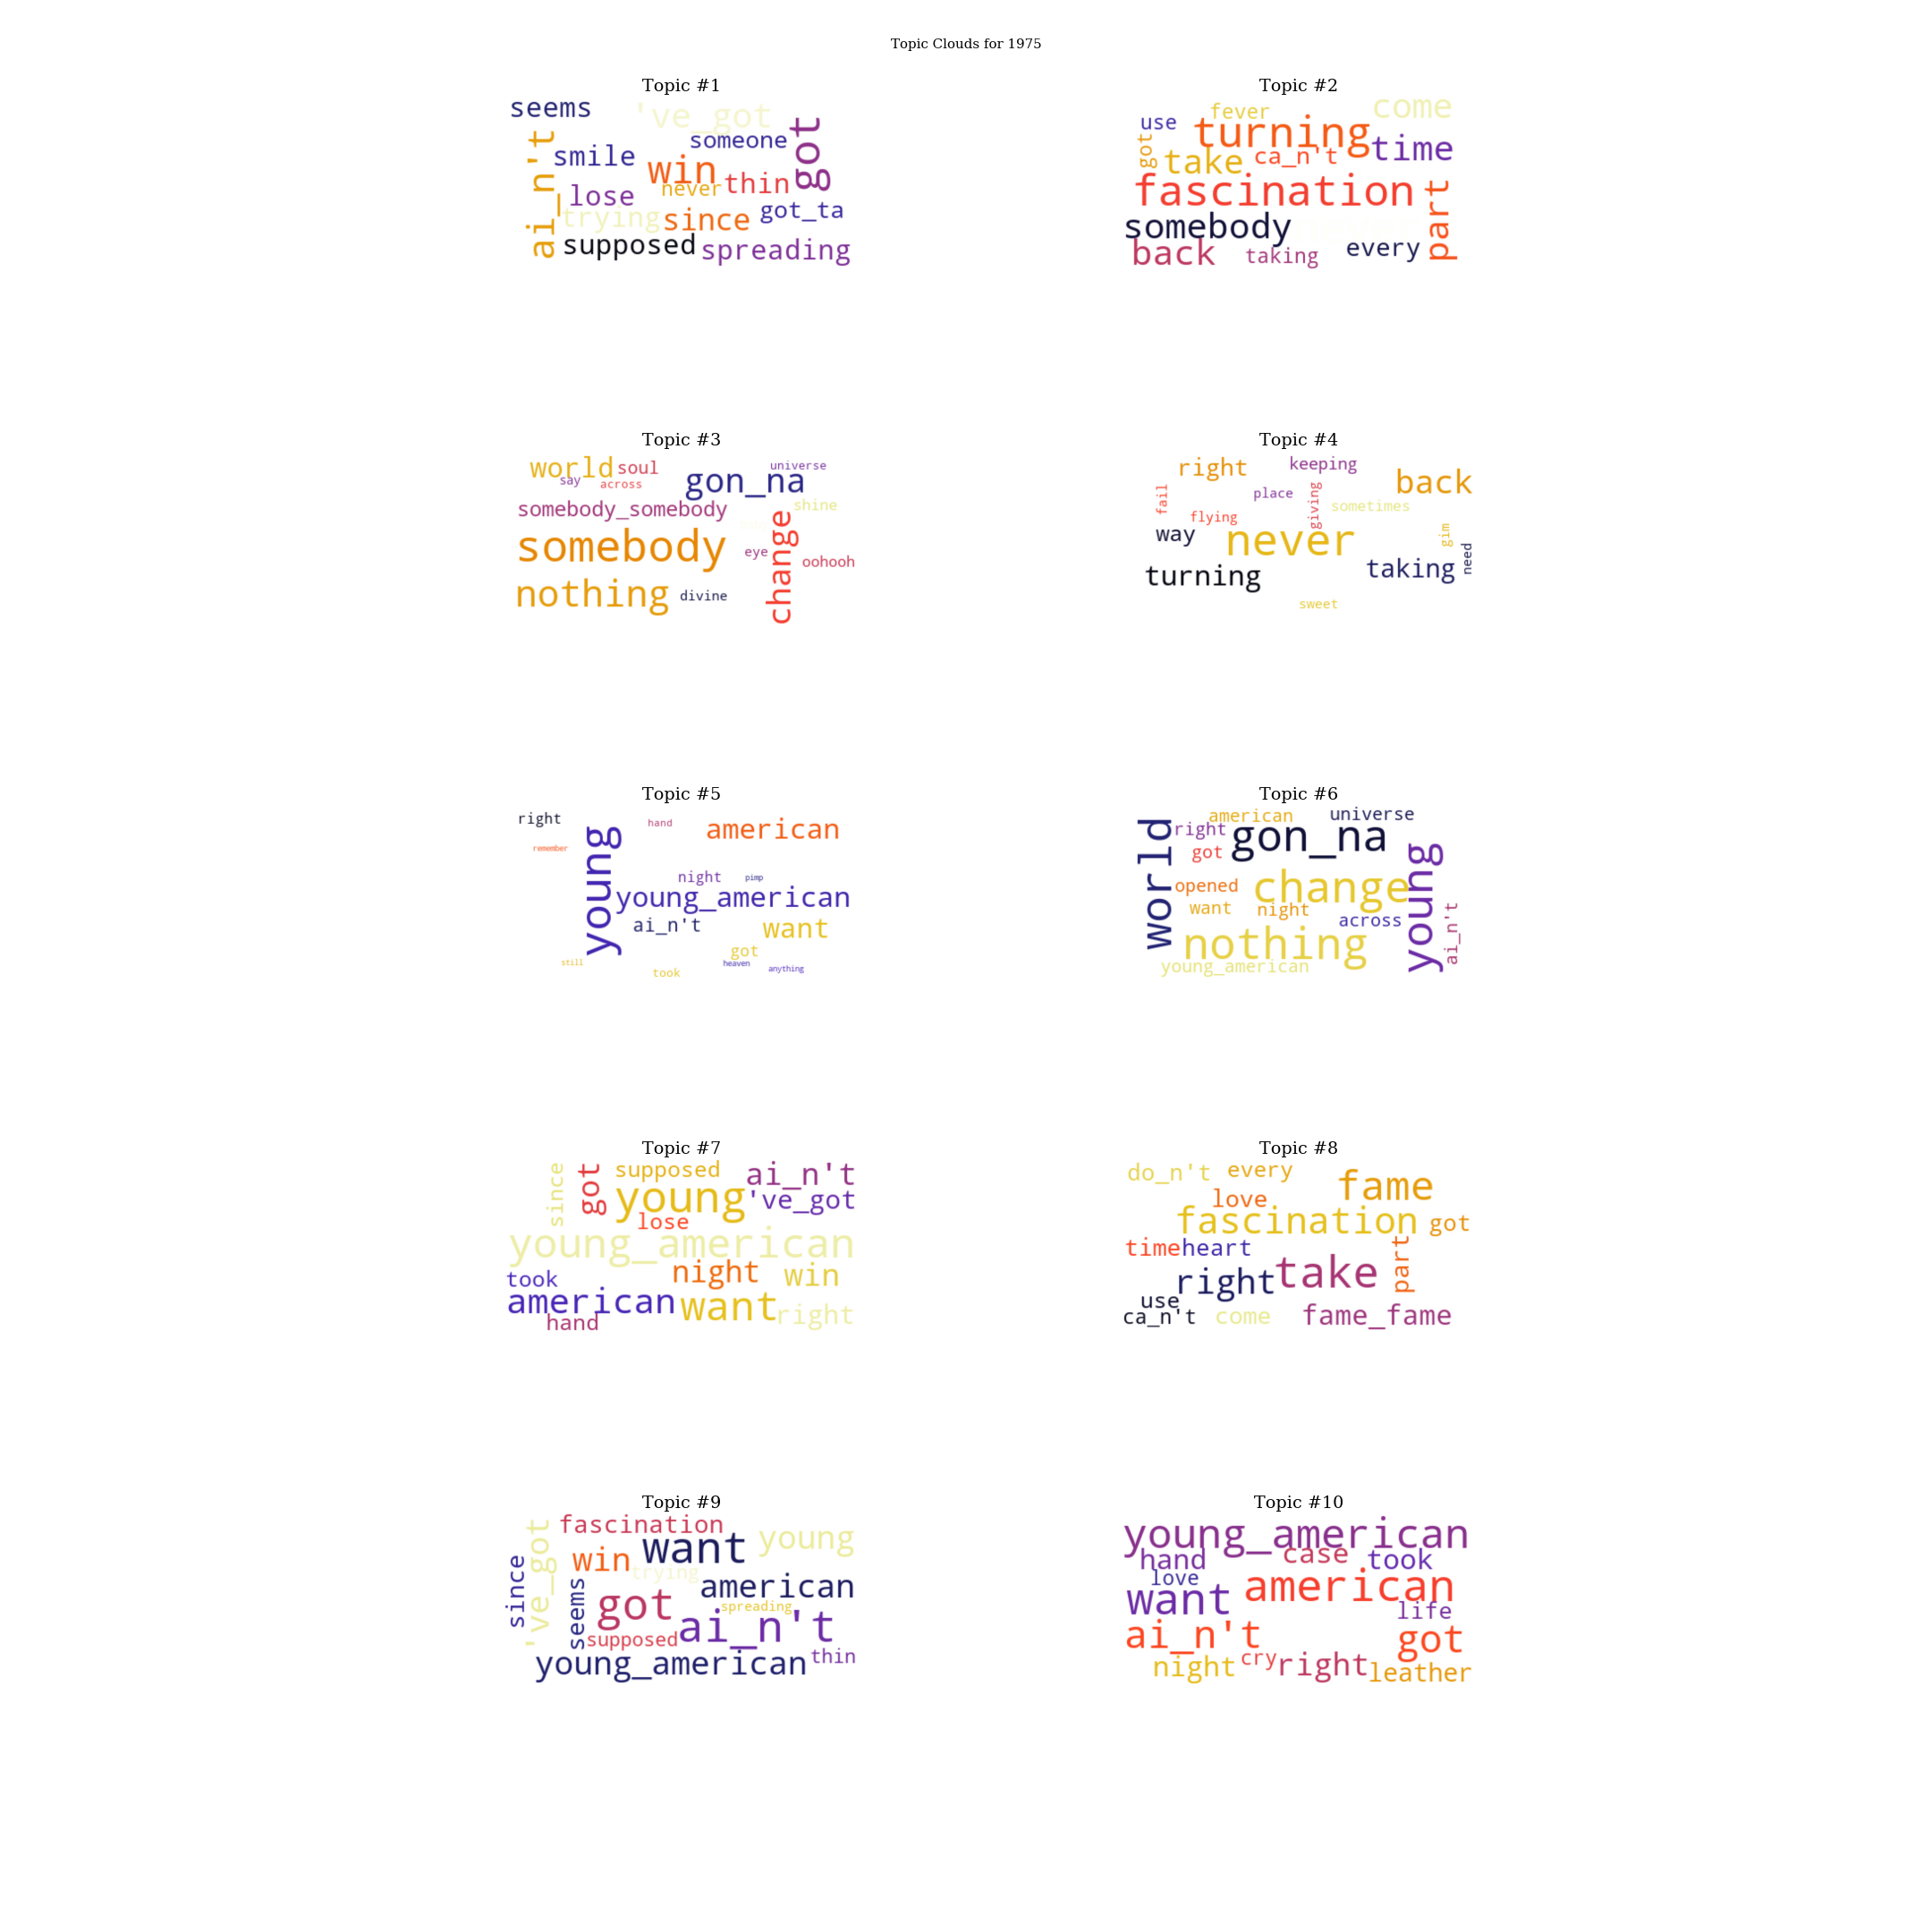 Topic Clouds for 1975
Topic #1
seems 've_got
someone got
ai_n't smile win
never thin
lose got_ta
trying since
supposed spreading
Topic #2
fever come
use turning
got take ca_n't time
fascination part
somebody
back taking every
Topic #3
world soul universe
say across gon_na
somebody_somebody shine
somebody change
eye oohooh
nothing divine
Topic #4
right keeping back
fail place giving sometimes
flying
way never gim
turning taking need
sweet
Topic #5
right hand american
remember young
night pimp
young_american
ai_n't want
got
still took heaven anything
Topic #6
american universe
world right gon_na
got young
opened change
want night across ai_n't
nothing
young_american
Topic #7
since got supposed ai_n't
young 've_got
lose
young_american
took night win
american want right
hand
Topic #8
do_n't every fame
love
fascination got
time heart part
right take
use
ca_n't come fame_fame
Topic #9
've_got fascination young
since win want
trying american
seems got spreading
supposed ai_n't thin
young_american
Topic #10
young_american
hand case took
love american
want life
ai_n't got
night cry right leather